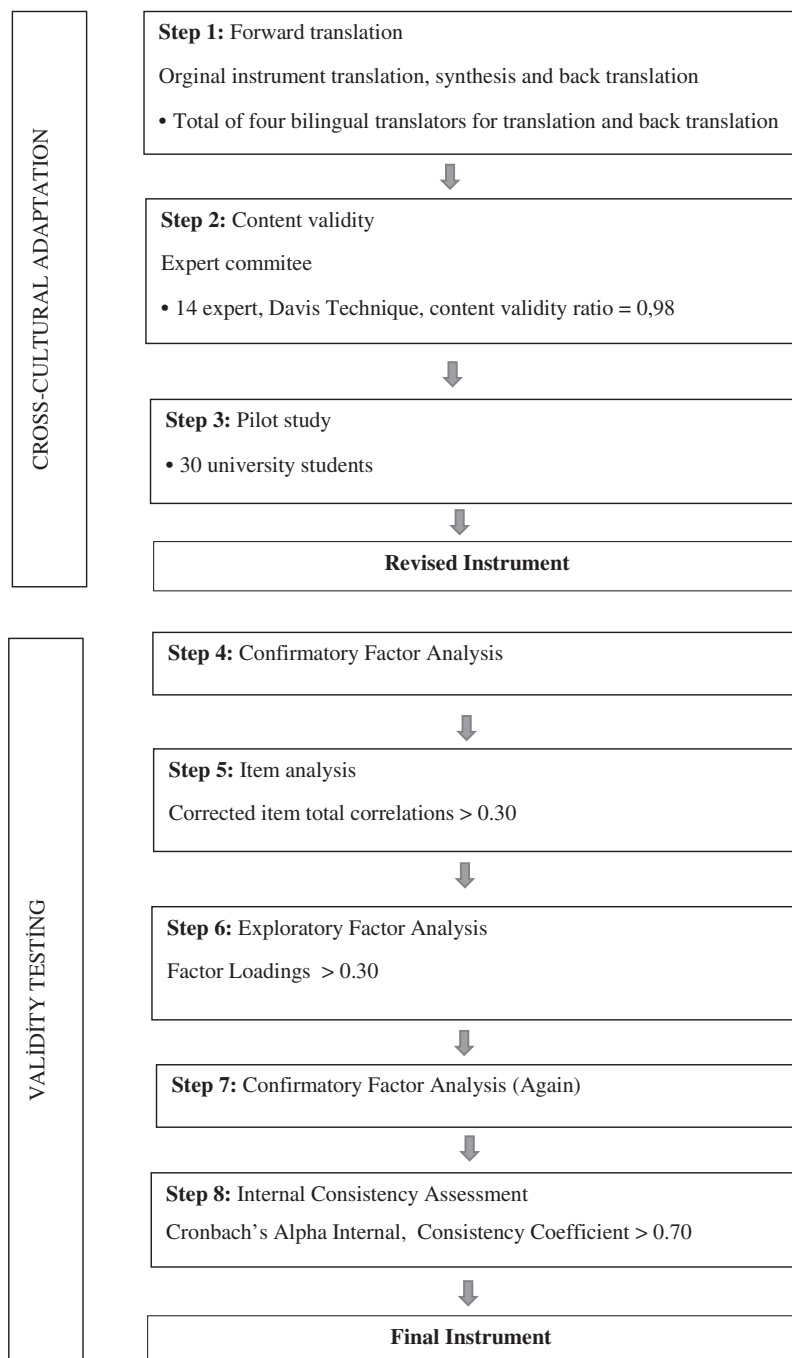 CROSS-CULTURAL ADAPTATION
Step 1: Forward translation
Orginal instrument translation, synthesis and back translation
• Total of four bilingual translators for translation and back translation
Step 2: Content validity
Expert commitee
• 14 expert, Davis Technique, content validity ratio = 0,98
Step 3: Pilot study
• 30 university students
Revised Instrument
VALİDİTY TESTİNG
Step 4: Confirmatory Factor Analysis
Step 5: Item analysis
Corrected item total correlations > 0.30
Step 6: Exploratory Factor Analysis
Factor Loadings > 0.30
Step 7: Confirmatory Factor Analysis (Again)
Step 8: Internal Consistency Assessment
Cronbach's Alpha Internal, Consistency Coefficient > 0.70
Final Instrument